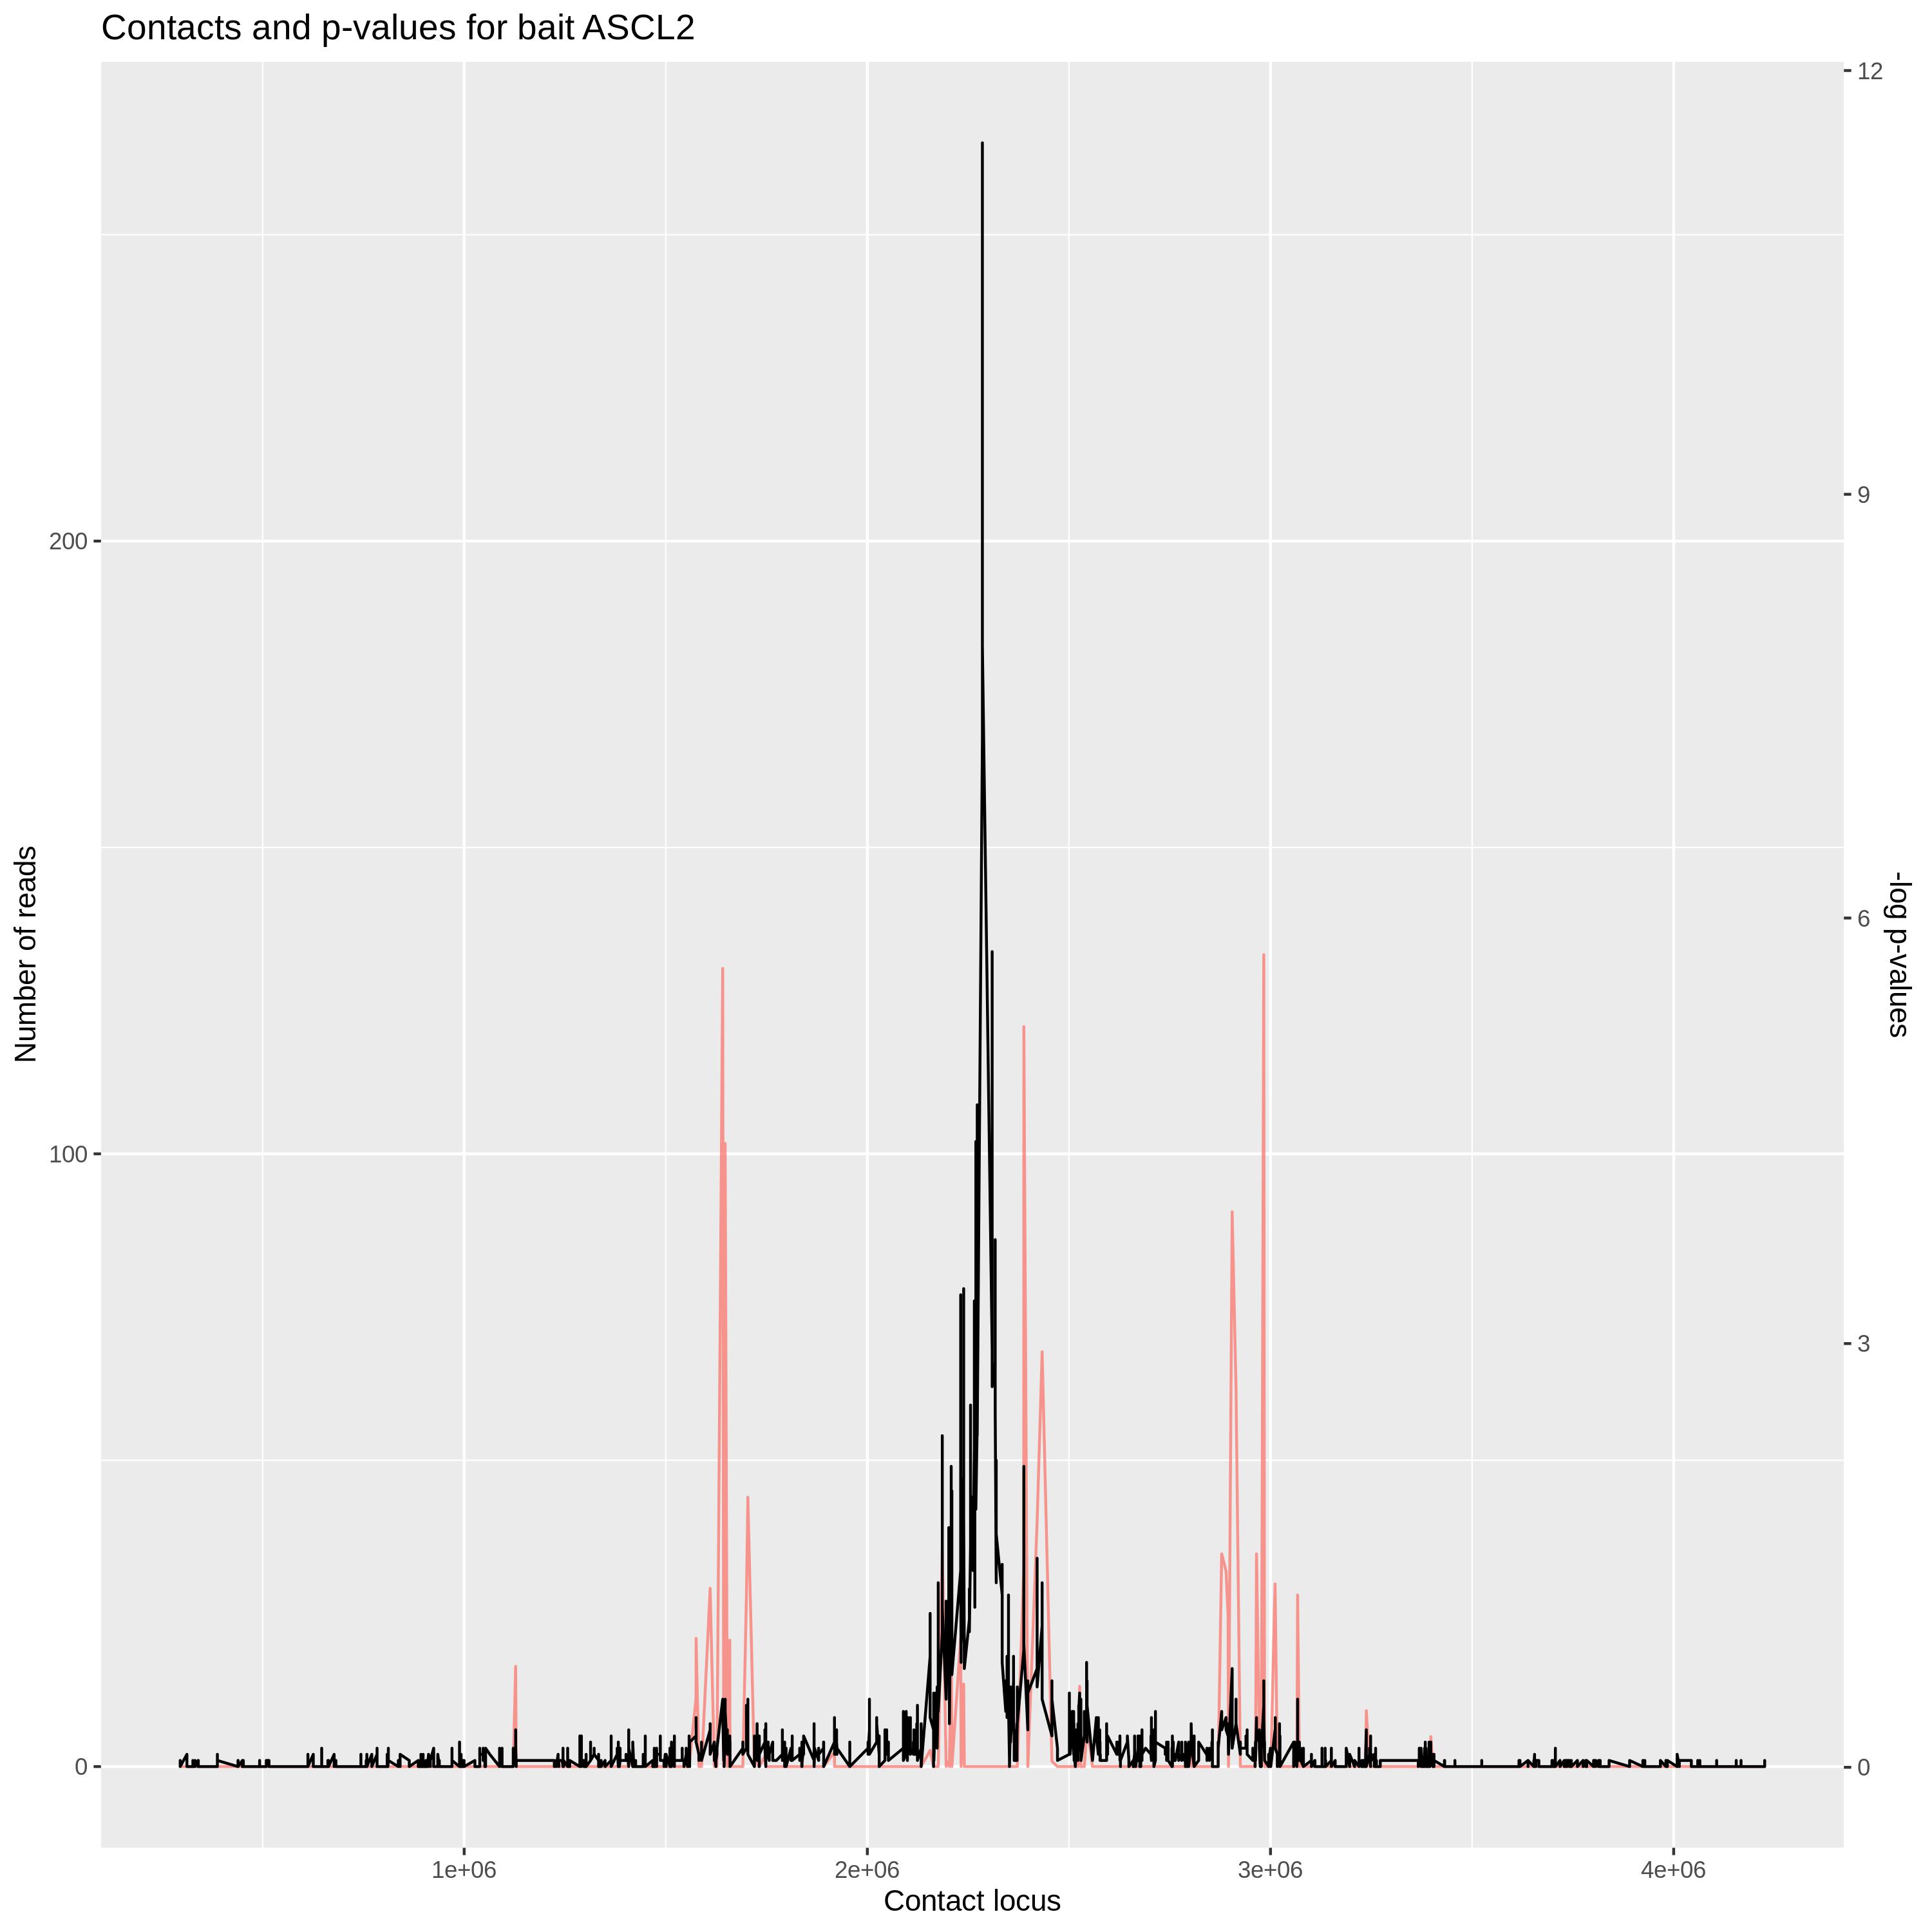 Contacts and p-values for bait ASCL2
12
9
200
Number of reads
-log p-values
6
100
3
0
0
1e+06
2e+06
3e+06
4e+06
Contact locus